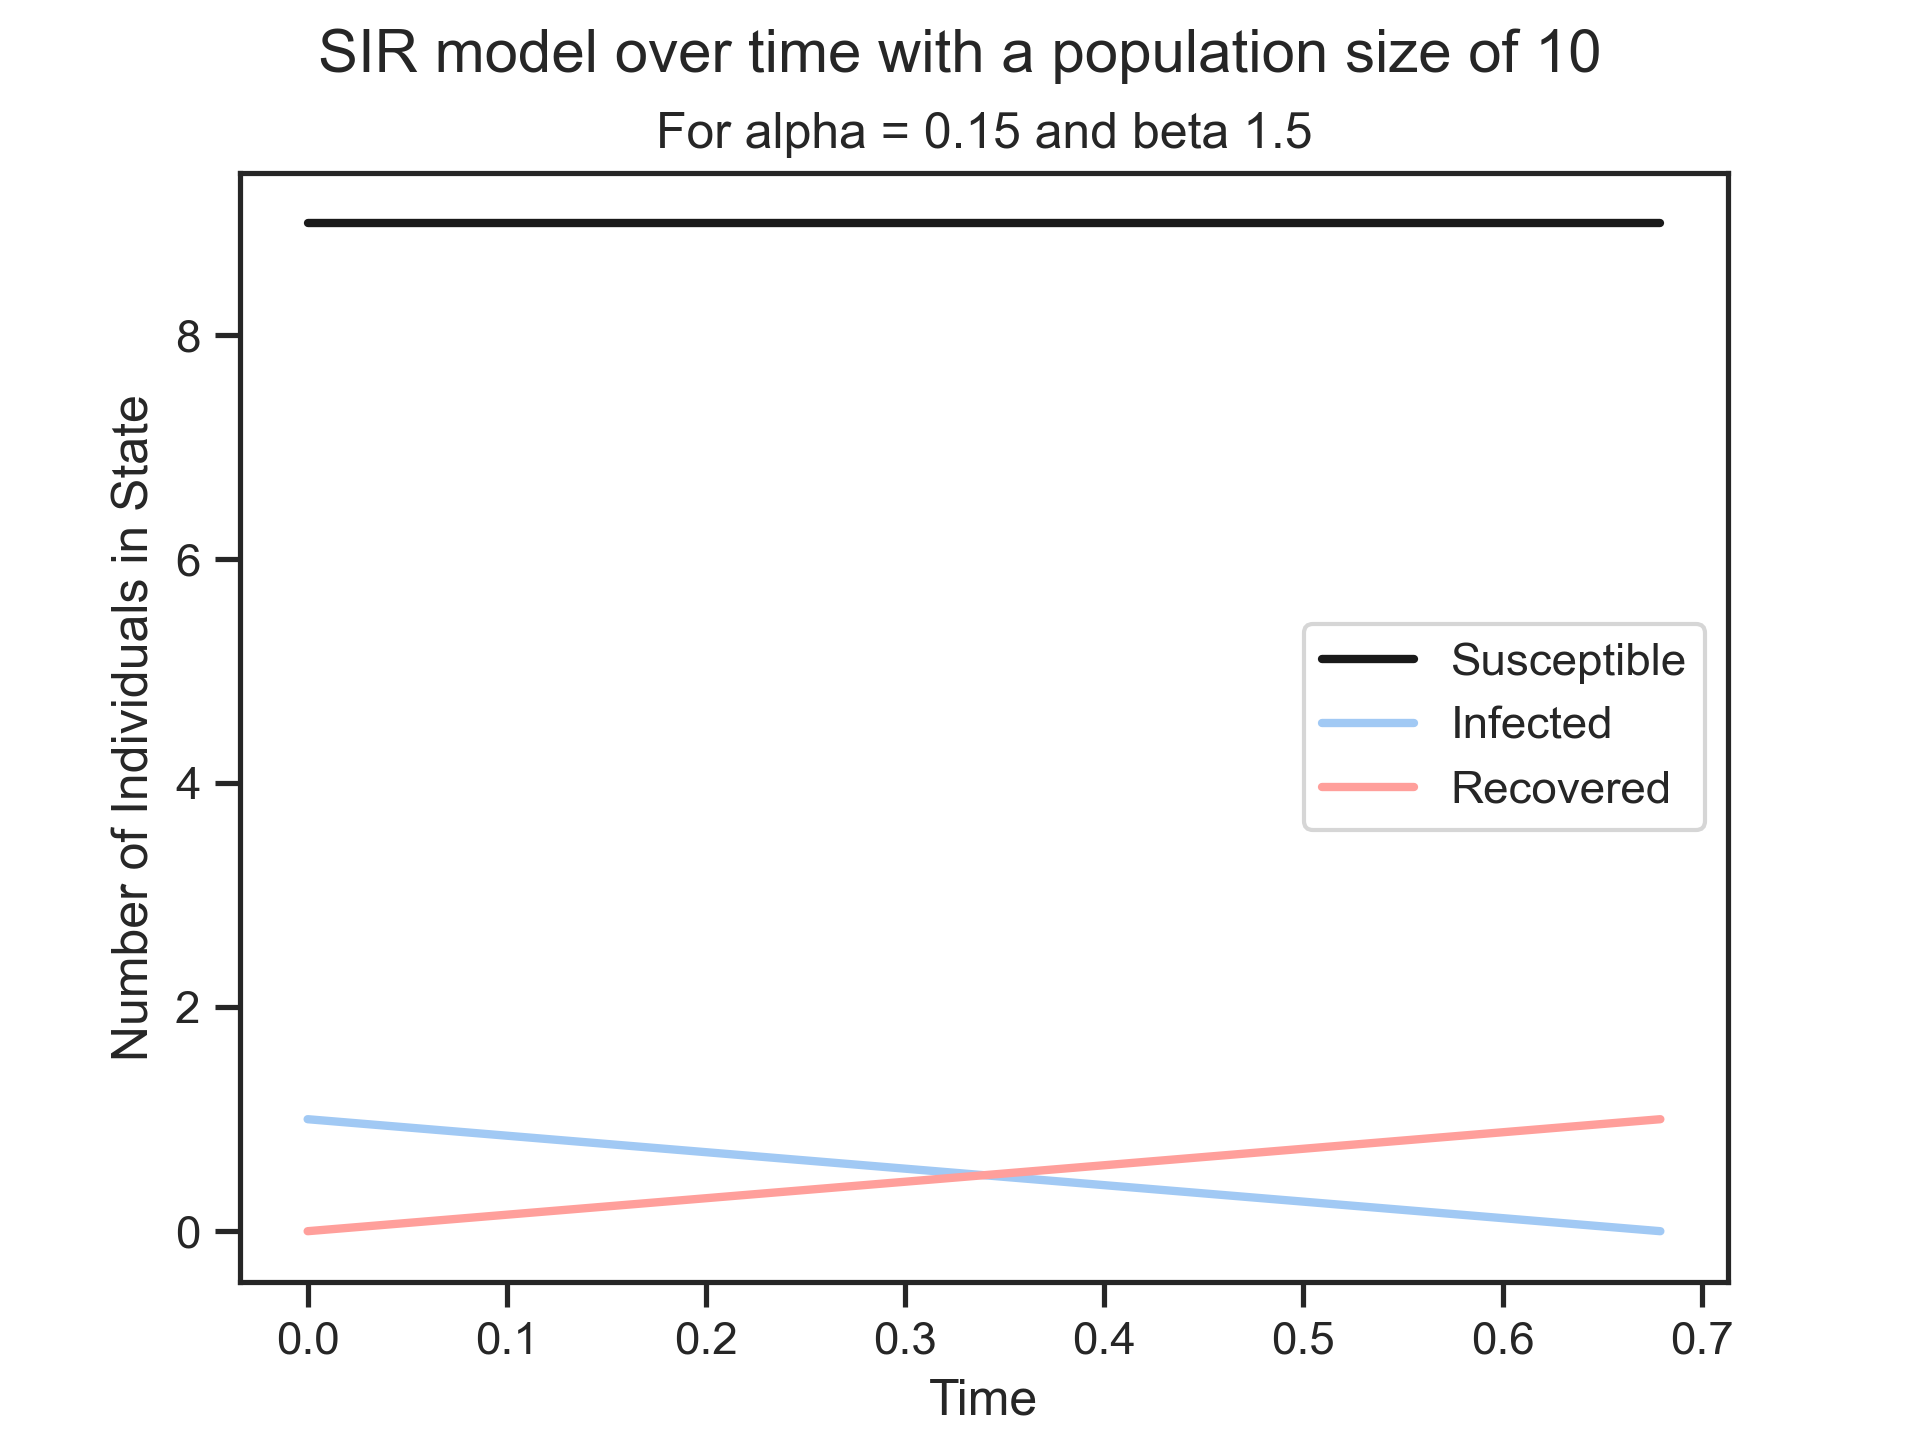 SIR model over time with a population size of 10
For alpha = 0.15 and beta 1.5
Number of Individuals in State
8
6
4
2
0
Susceptible
Infected
Recovered
0.0 0.1 0.2 0.3 0.4 0.5 0.6 0.7
Time